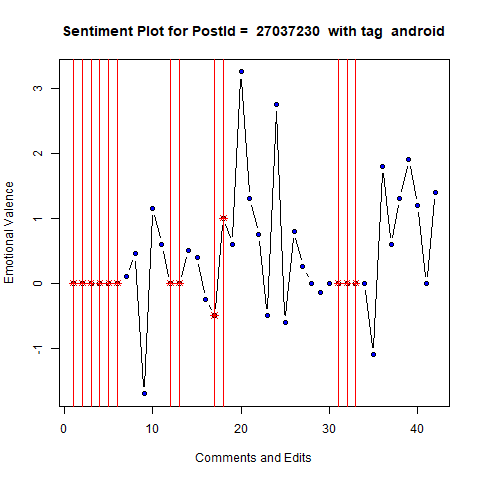 Sentiment Plot for PostId = 27037230 with tag android
Emotional Valence
3
2
1
0
-1
0 10 20 30 40
Comments and Edits